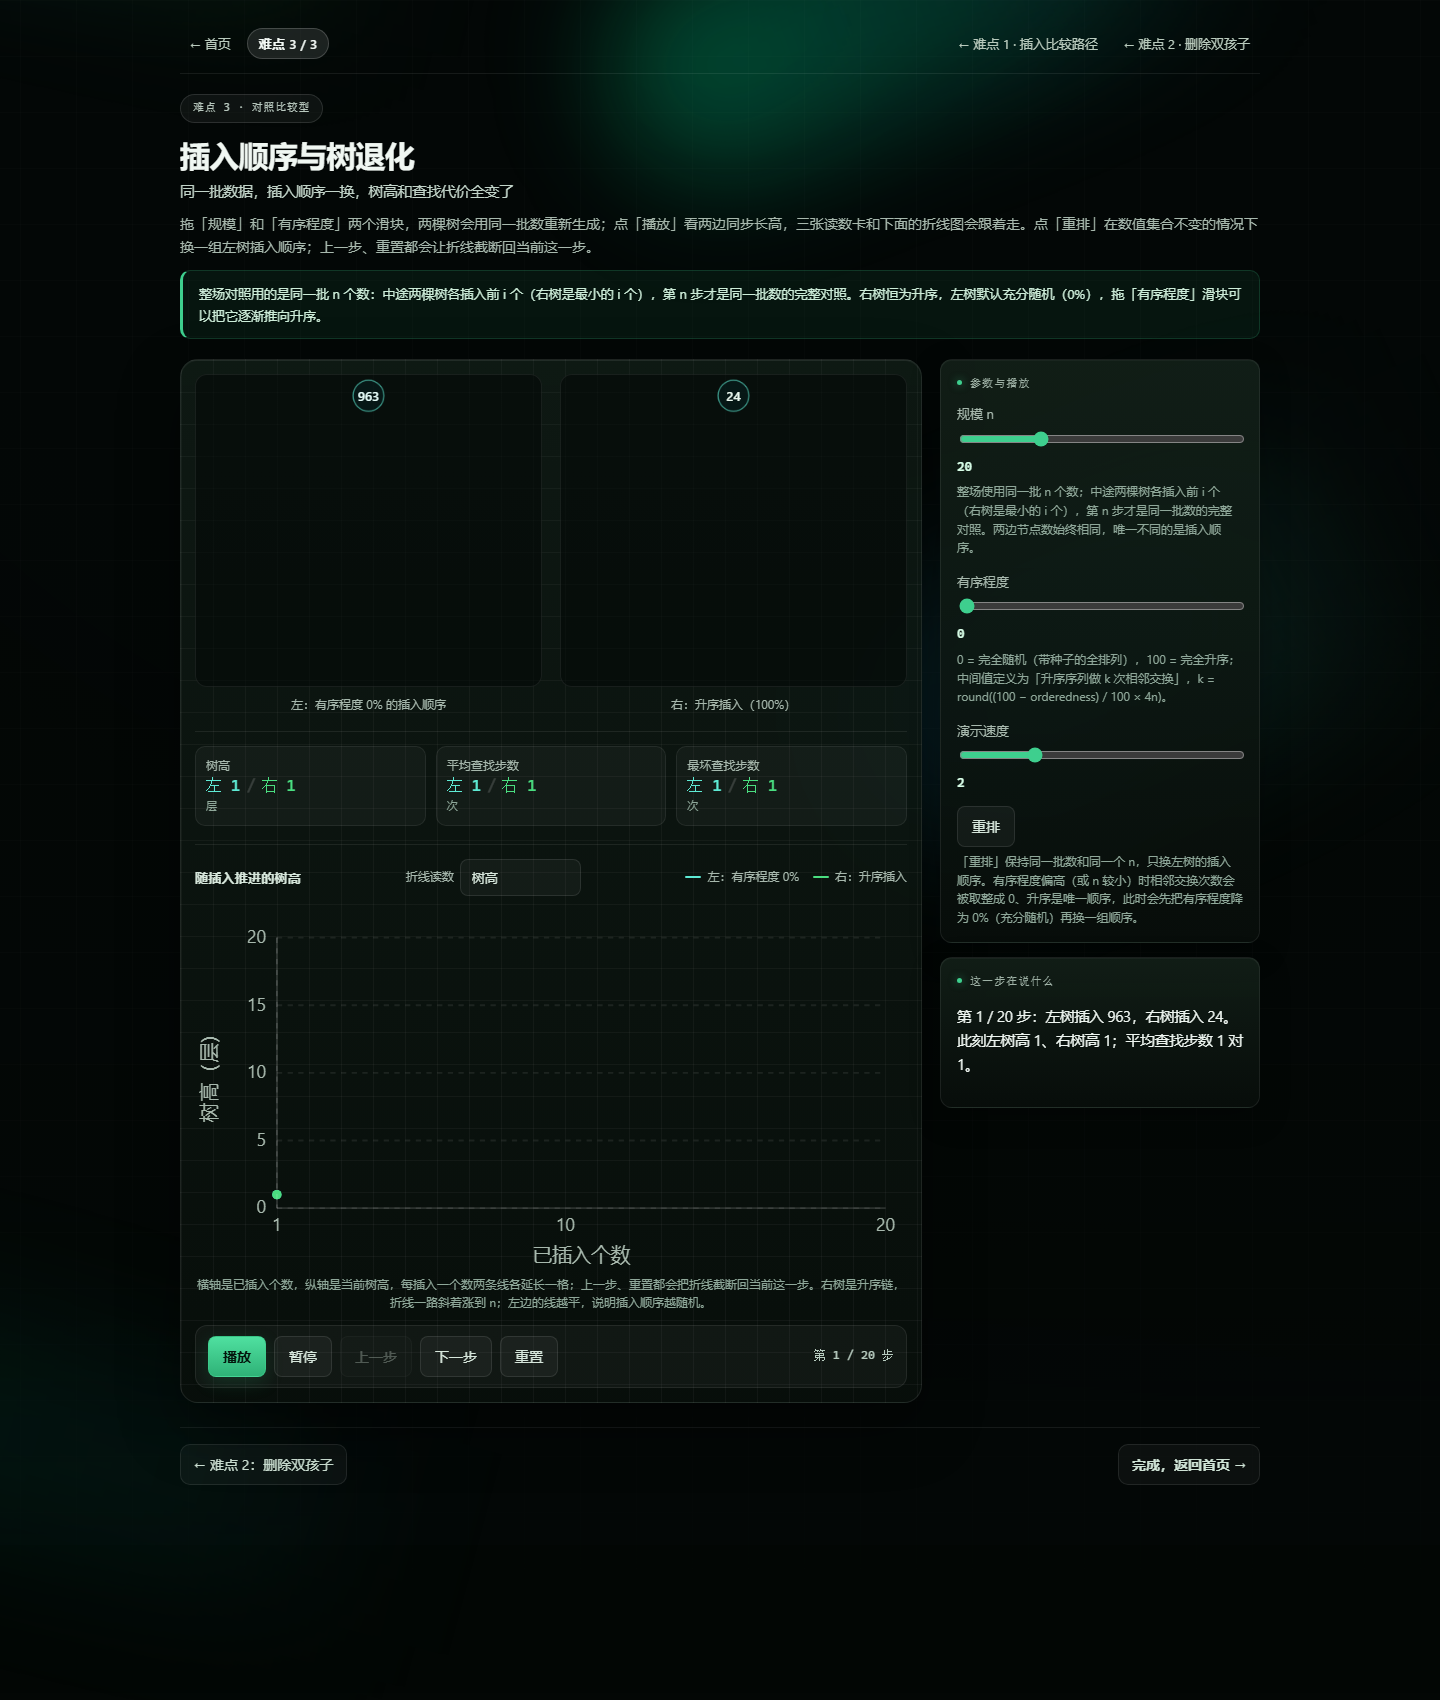 ← 首页
难点 3 / 3
← 难点 1 · 插入比较路径
← 难点 2 · 删除双孩子
难点 3 · 对照比较型
插入顺序与树退化
同一批数据，插入顺序一换，树高和查找代价全变了
拖「规模」和「有序程度」两个滑块，两棵树会用同一批数重新生成；点「播放」看两边同步长高，三张读数卡和下面的折线图会跟着走。点「重排」在数值集合不变的情况下
换一组左树插入顺序；上一步、重置都会让折线截断回当前这一步。
整场对照用的是同一批 n 个数：中途两棵树各插入前 i 个（右树是最小的 i 个），第 n 步才是同一批数的完整对照。右树恒为升序，左树默认充分随机（0%），拖「有序程度」滑块可
以把它逐渐推向升序。
963
24
左：有序程度 0% 的插入顺序
右：升序插入（100%）
树高
左 1 / 右 1
层
平均查找步数
左 1 / 右 1
次
最坏查找步数
左 1 / 右 1
次
随插入推进的树高
折线读数
树高
左：有序程度 0%
右：升序插入
20
15
10
5
0
1
10
20
树高（层）
已插入个数
横轴是已插入个数，纵轴是当前树高，每插入一个数两条线各延长一格；上一步、重置都会把折线截断回当前这一步。右树是升序链，
折线一路斜着涨到 n；左边的线越平，说明插入顺序越随机。
播放
暂停
上一步
下一步
重置
第 1 / 20 步
参数与播放
规模 n
20
整场使用同一批 n 个数；中途两棵树各插入前 i 个
（右树是最小的 i 个），第 n 步才是同一批数的完整
对照。两边节点数始终相同，唯一不同的是插入顺
序。
有序程度
0
0 = 完全随机（带种子的全排列），100 = 完全升序；
中间值定义为「升序序列做 k 次相邻交换」，k =
round((100 − orderedness) / 100 × 4n)。
演示速度
2
重排
「重排」保持同一批数和同一个 n，只换左树的插入
顺序。有序程度偏高（或 n 较小）时相邻交换次数会
被取整成 0、升序是唯一顺序，此时会先把有序程度降
为 0%（充分随机）再换一组顺序。
这一步在说什么
第 1 / 20 步：左树插入 963，右树插入 24。
此刻左树高 1、右树高 1；平均查找步数 1 对
1。
← 难点 2：删除双孩子
完成，返回首页 →